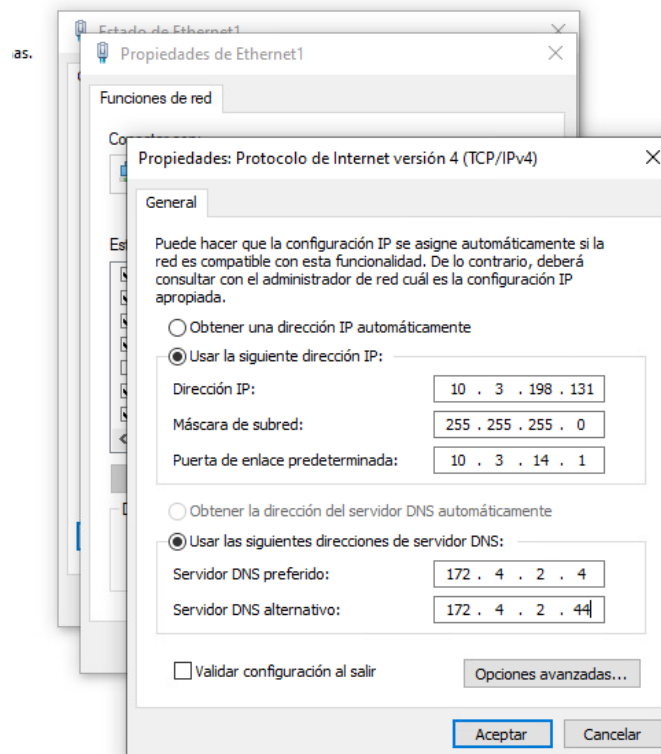 Estado de Ethernet1
as.
Propiedades de Ethernet1
Funciones de red
Propiedades: Protocolo de Internet versión 4 (TCP/IPv4)
General
Puede hacer que la configuración IP se asigne automáticamente si la
red es compatible con esta funcionalidad. De lo contrario, deberá
consultar con el administrador de red cuál es la configuración IP
apropiada.
Obtener una dirección IP automáticamente
Usar la siguiente dirección IP:
Dirección IP: 10 . 3 . 198 . 131
Máscara de subred: 255 . 255 . 255 . 0
Puerta de enlace predeterminada: 10 . 3 . 14 . 1
Obtener la dirección del servidor DNS automáticamente
Usar las siguientes direcciones de servidor DNS:
Servidor DNS preferido: 172 . 4 . 2 . 4
Servidor DNS alternativo: 172 . 4 . 2 . 44
Validar configuración al salir
Opciones avanzadas...
Aceptar Cancelar